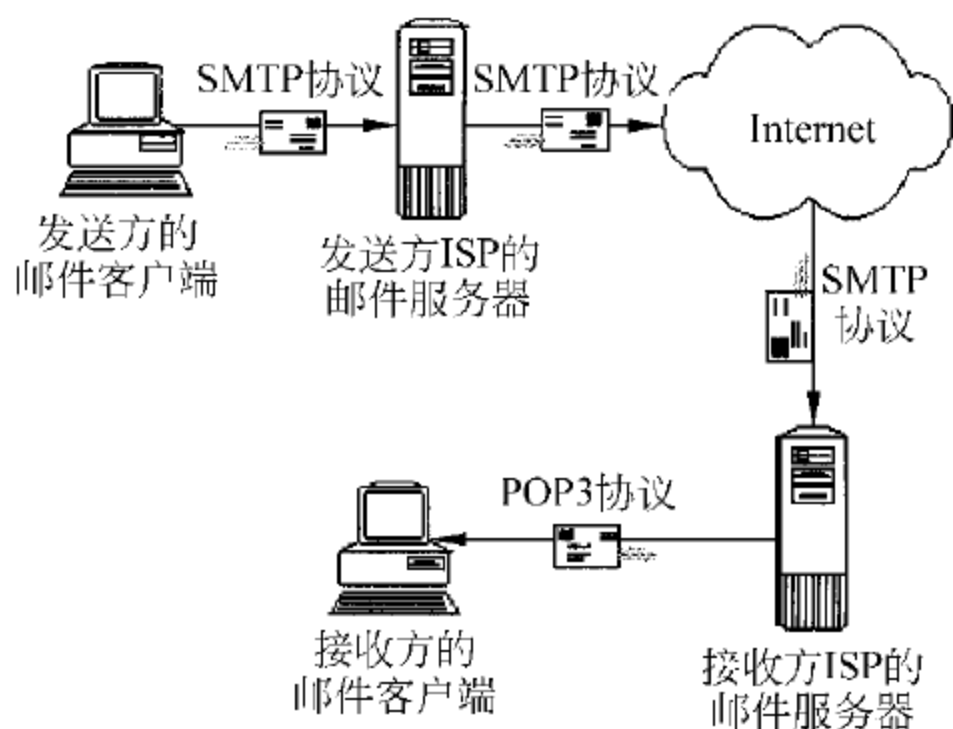 SMTP协议
SMTP协议
Internet
发送方的
邮件客户端
发送方ISP的
邮件服务器
SMTP
协议
POP3协议
接收方的
邮件客户端
接收方ISP的
邮件服务器